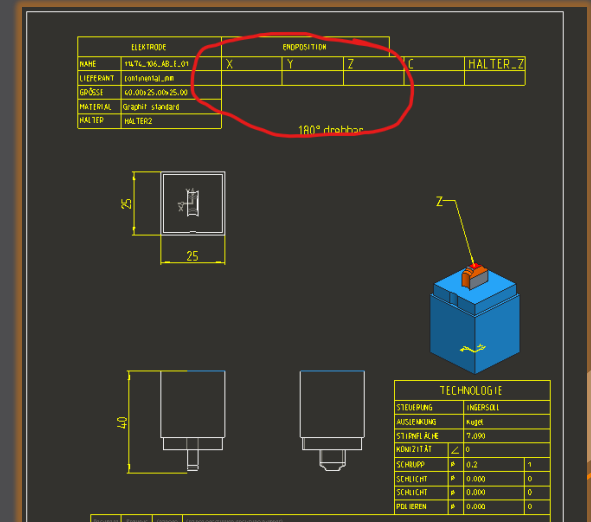 ELEKTRODE ENDPOSITION
NAME 11474_106_AB_E_01 X Y Z C HALTER_Z
LIEFERANT continental_mm
GRÖSSE 40.00x25.00x25.00
MATERIAL Graphit standard
HALTER HALTER2
180° drehbar
25
X
25
Z
40
TECHNOLOGIE
STEUERUNG INGERSOLL
AUSLENKUNG Kugel
STIRNFLÄCHE 7.090
KONIZITÄT ∠ 0
SCHRUPP ø 0.2 1
SCHLICHT ø 0.000 0
SCHLICHT ø 0.000 0
POLIEREN ø 0.000 0